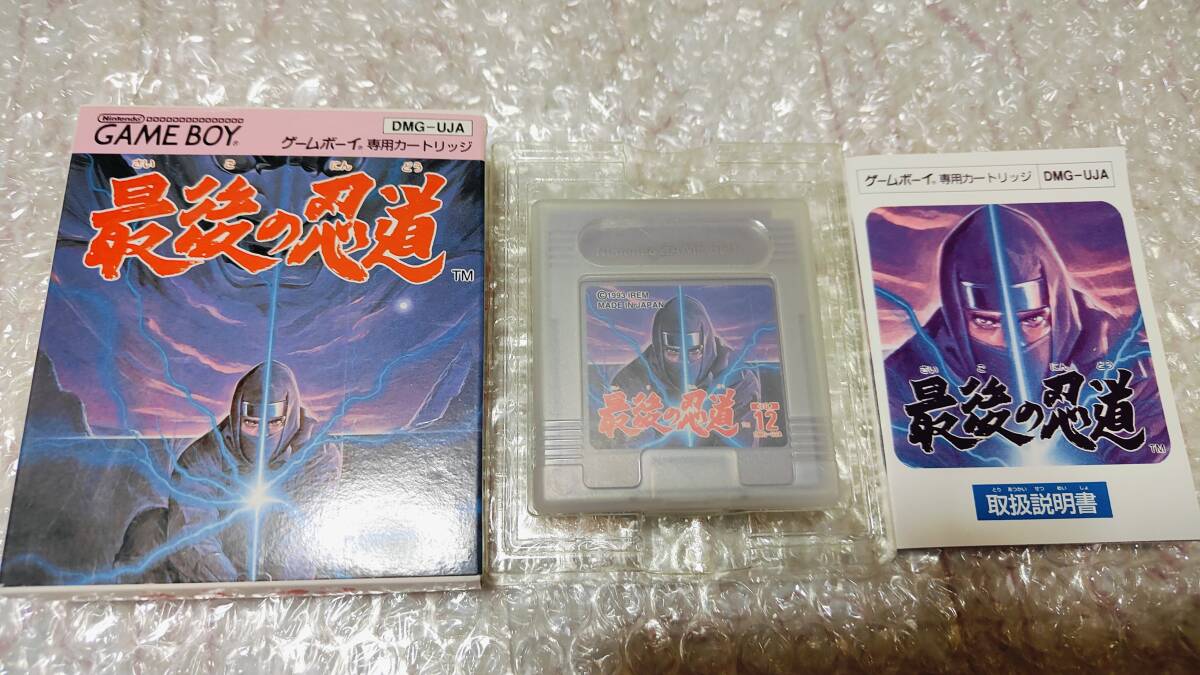 Nintendo
GAME BOY®
DMG-UJA
ゲームボーイ® 専用カートリッジ
さい ご にん どう
最後の忍道
TM
©1993 IREM
MADE IN JAPAN
最後の忍道
TM
12
ゲームボーイ® 専用カートリッジ
DMG-UJA
さい ご にん どう
最後の忍道
TM
とり あつかい せつ めい しょ
取扱説明書